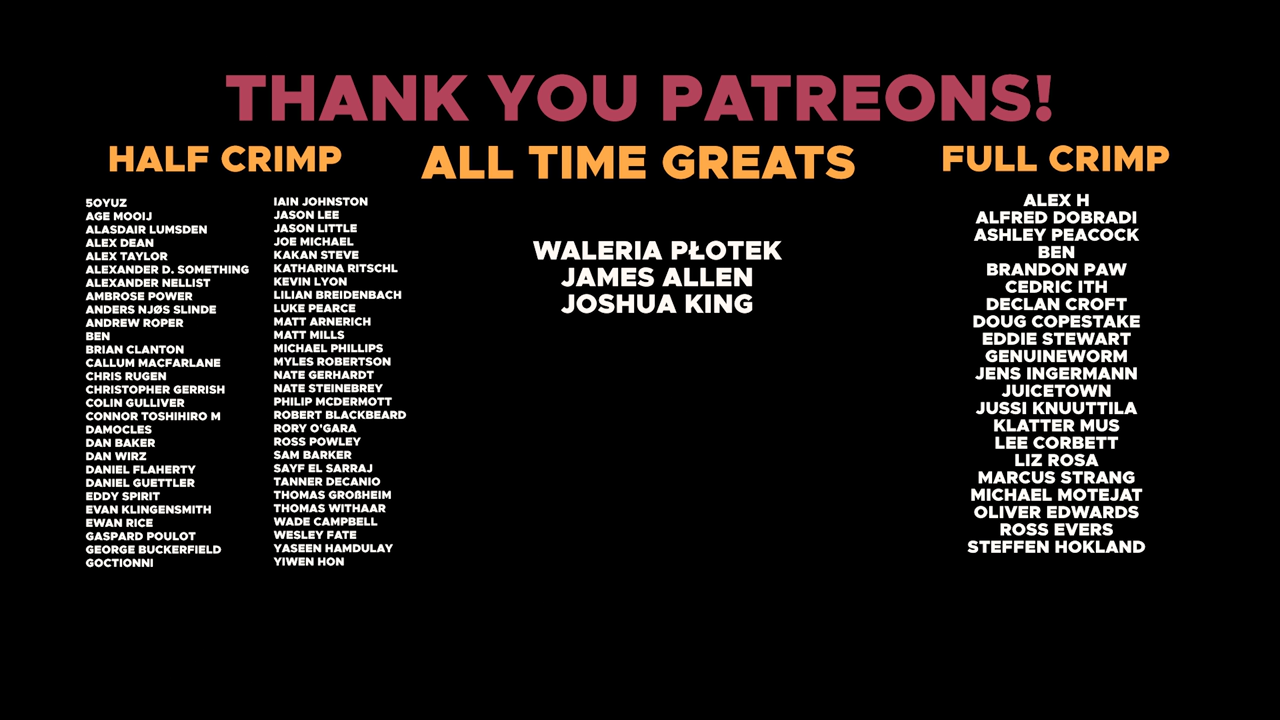 THANK YOU PATREONS!
HALF CRIMP
5OYUZ
AGE MOOIJ
ALASDAIR LUMSDEN
ALEX DEAN
ALEX TAYLOR
ALEXANDER D. SOMETHING
ALEXANDER NELLIST
AMBROSE POWER
ANDERS NJØS SLINDE
ANDREW ROPER
BEN
BRIAN CLANTON
CALLUM MACFARLANE
CHRIS RUGEN
CHRISTOPHER GERRISH
COLIN GULLIVER
CONNOR TOSHIHIRO M
DAMOCLES
DAN BAKER
DAN WIRZ
DANIEL FLAHERTY
DANIEL GUETTLER
EDDY SPIRIT
EVAN KLINGENSMITH
EWAN RICE
GASPARD POULOT
GEORGE BUCKERFIELD
GOCTIONNI
IAIN JOHNSTON
JASON LEE
JASON LITTLE
JOE MICHAEL
KAKAN STEVE
KATHARINA RITSCHL
KEVIN LYON
LILIAN BREIDENBACH
LUKE PEARCE
MATT ARNERICH
MATT MILLS
MICHAEL PHILLIPS
MYLES ROBERTSON
NATE GERHARDT
NATE STEINEBREY
PHILIP MCDERMOTT
ROBERT BLACKBEARD
RORY O'GARA
ROSS POWLEY
SAM BARKER
SAYF EL SARRAJ
TANNER DECANIO
THOMAS GROßHEIM
THOMAS WITHAAR
WADE CAMPBELL
WESLEY FATE
YASEEN HAMDULAY
YIWEN HON
ALL TIME GREATS
WALERIA PŁOTEK
JAMES ALLEN
JOSHUA KING
FULL CRIMP
ALEX H
ALFRED DOBRADI
ASHLEY PEACOCK
BEN
BRANDON PAW
CEDRIC ITH
DECLAN CROFT
DOUG COPESTAKE
EDDIE STEWART
GENUINEWORM
JENS INGERMANN
JUICETOWN
JUSSI KNUUTTILA
KLATTER MUS
LEE CORBETT
LIZ ROSA
MARCUS STRANG
MICHAEL MOTEJAT
OLIVER EDWARDS
ROSS EVERS
STEFFEN HOKLAND